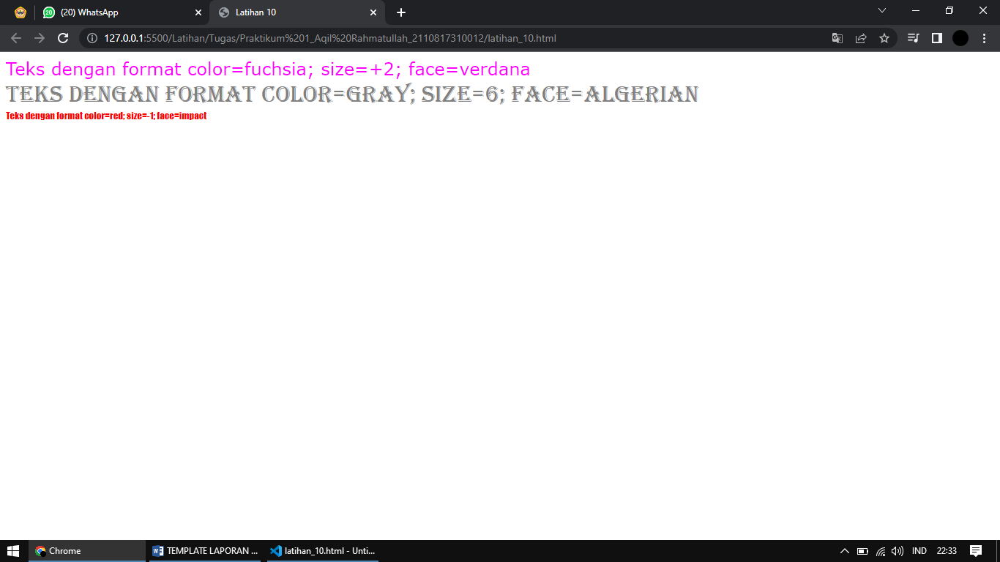 (20) WhatsApp
Latihan 10
127.0.0.1:5500/Latihan/Tugas/Praktikum%201_Aqil%20Rahmatullah_2110817310012/latihan_10.html
Teks dengan format color=fuchsia; size=+2; face=verdana
TEKS DENGAN FORMAT COLOR=GRAY; SIZE=6; FACE=ALGERIAN
Teks dengan format color=red; size=-1; face=impact
Chrome
TEMPLATE LAPORAN ...
latihan_10.html - Unti...
IND
22:33